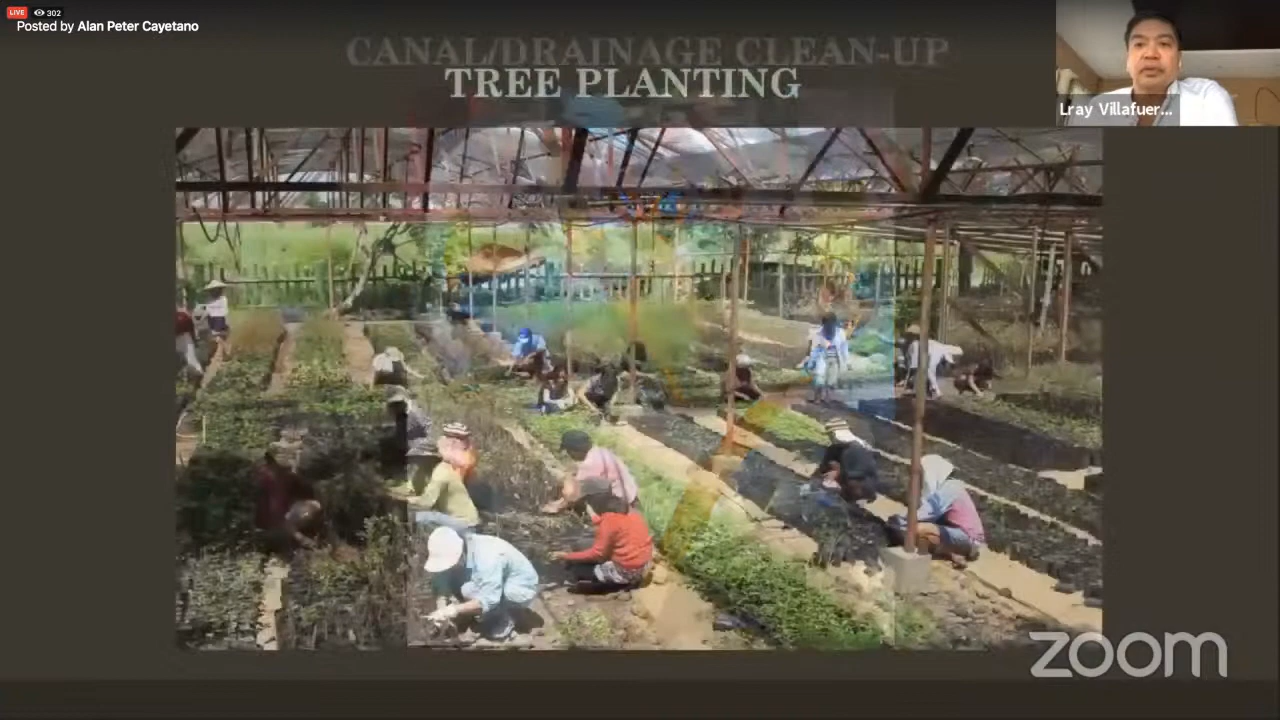 LIVE 302
Posted by Alan Peter Cayetano
CANAL/DRAINAGE CLEAN-UP
TREE PLANTING
Lray Villafuer...
zoom